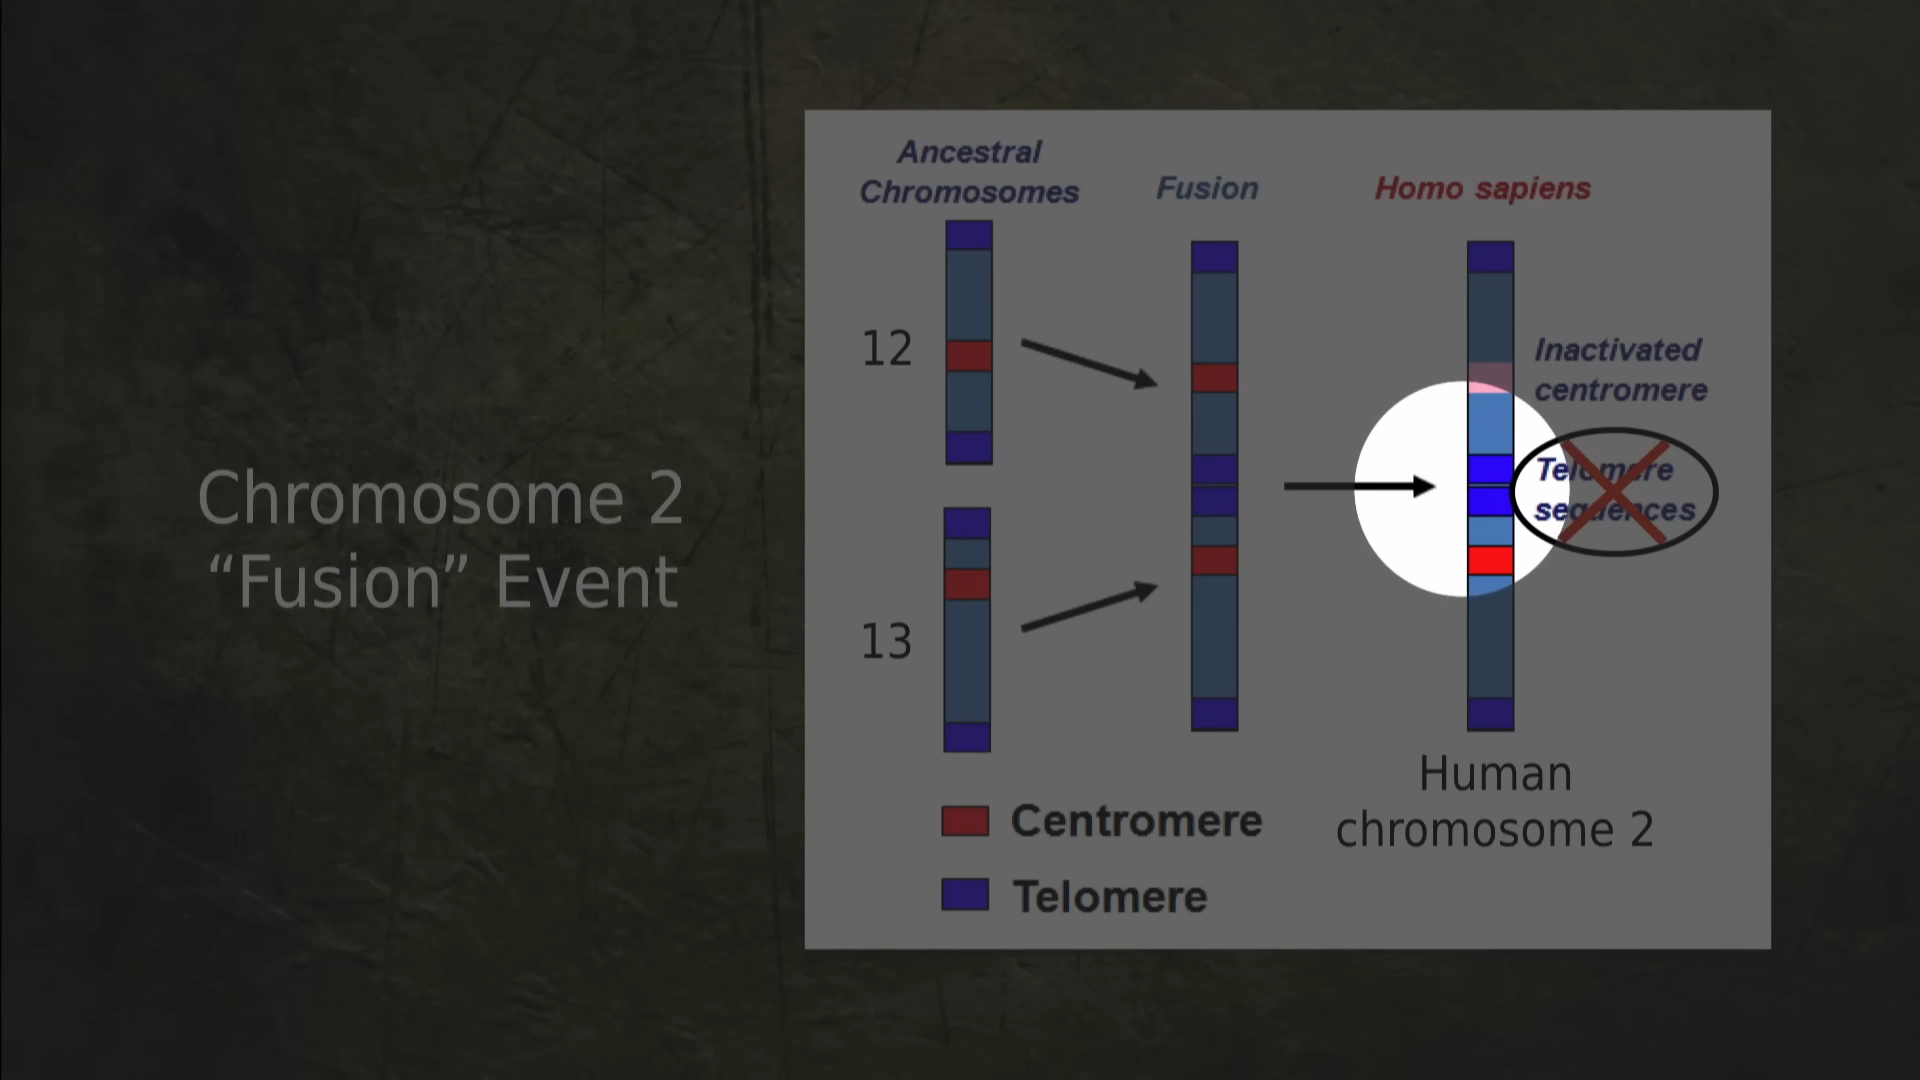 Chromosome 2
“Fusion” Event
Ancestral
Chromosomes
Fusion
Homo sapiens
12
13
Inactivated
centromere
Telomere
sequences
Human
chromosome 2
Centromere
Telomere